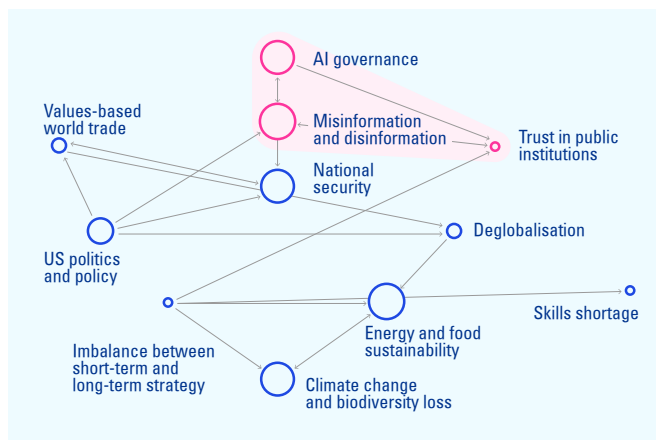 AI governance
Values-based
world trade
Misinformation
and disinformation
Trust in public
institutions
National
security
Deglobalisation
US politics
and policy
Skills shortage
Energy and food
sustainability
Imbalance between
short-term and
long-term strategy
Climate change
and biodiversity loss